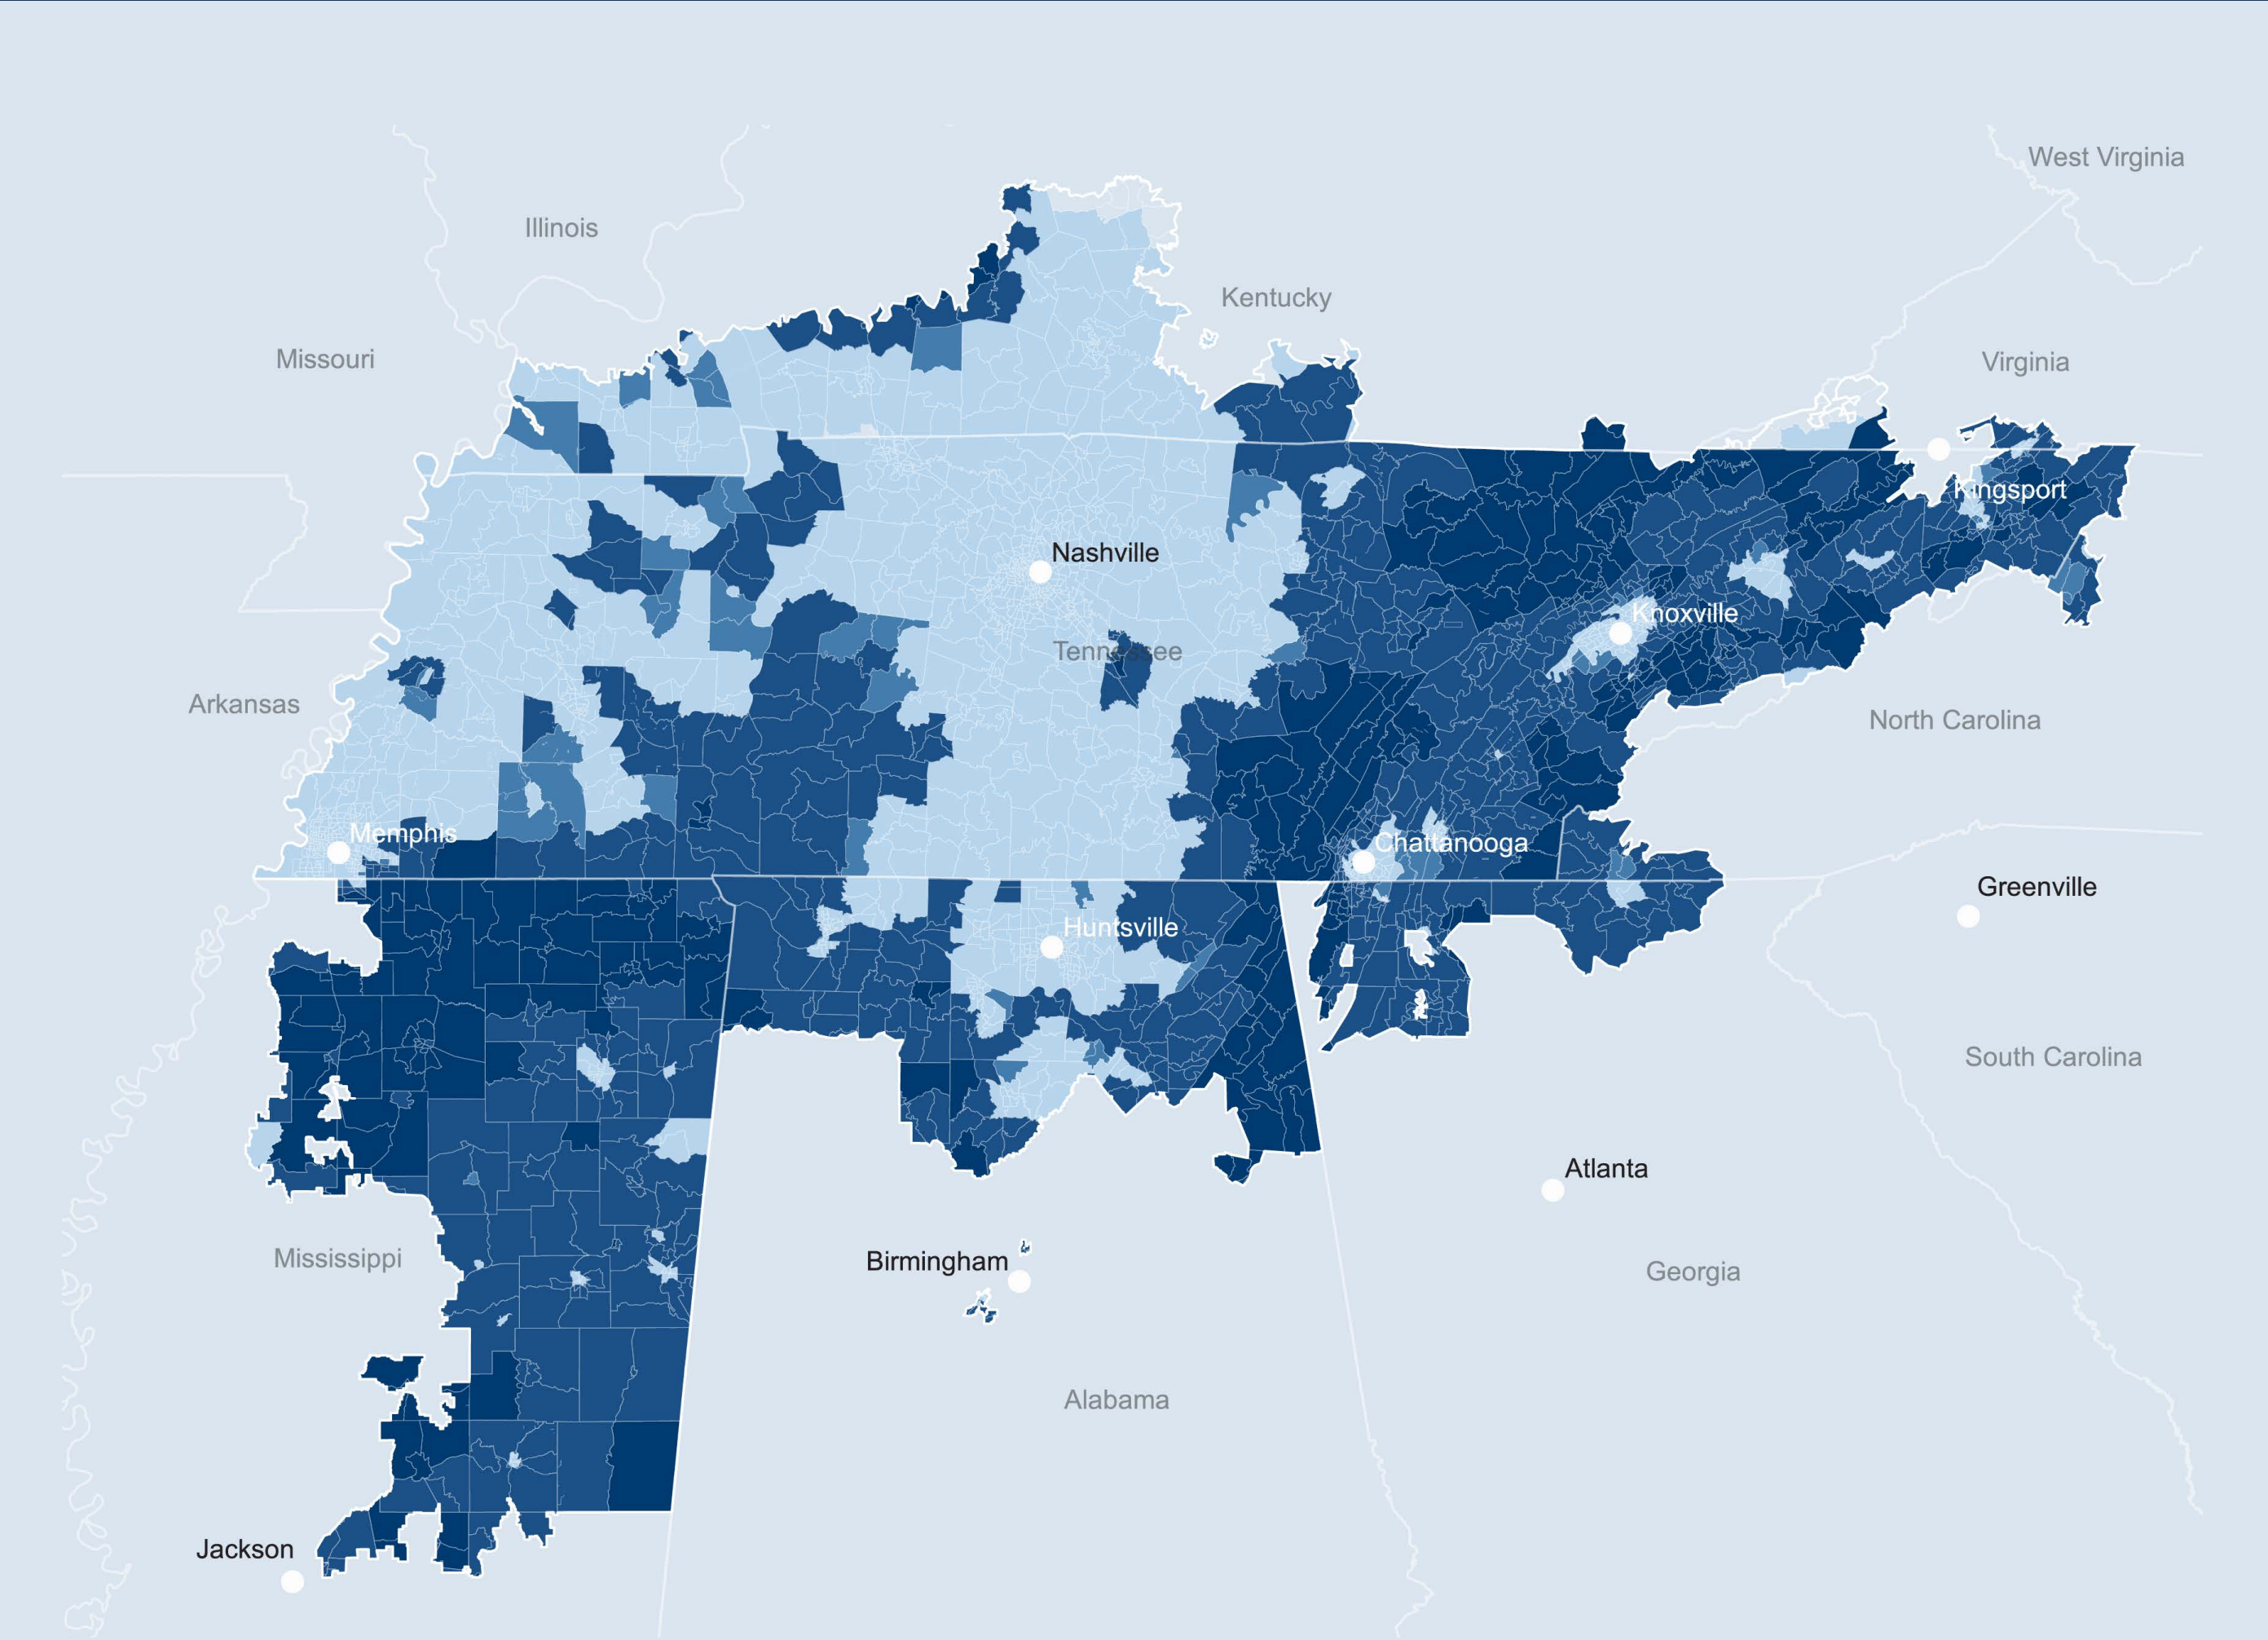 West Virginia
Illinois
Kentucky
Missouri
Virginia
Kingsport
Nashville
Knoxville
Tennessee
Arkansas
North Carolina
Memphis
Chattanooga
Greenville
Huntsville
South Carolina
Atlanta
Mississippi
Birmingham
Georgia
Alabama
Jackson